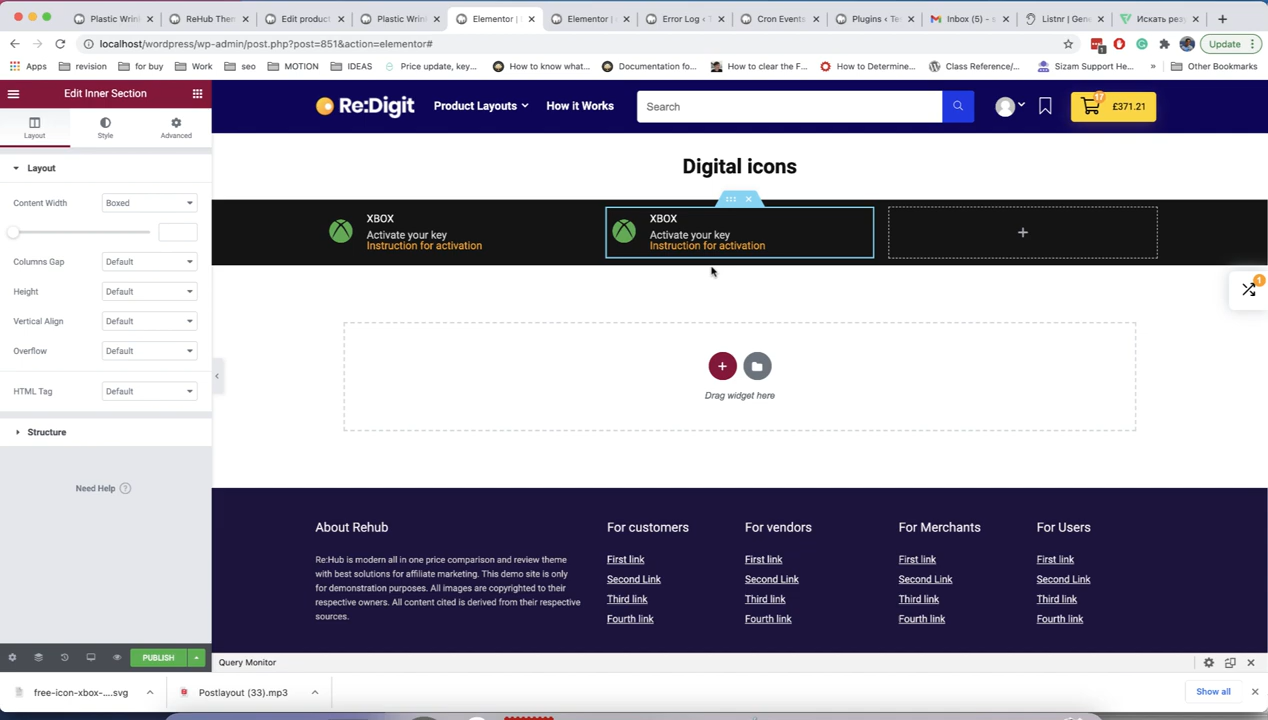 Plastic Wrinl
ReHub Them
Edit product
Plastic Wrinl
Elementor |
Elementor |
Error Log ‹ T
Cron Events
Plugins ‹ Te
Inbox (5) – s
Listnr | Gene
Искать резу
localhost/wordpress/wp-admin/post.php?post=851&action=elementor#
Update
Apps
revision
for buy
Work
seo
MOTION
IDEAS
Price update, key...
How to know what...
Documentation fo...
How to clear the F...
How to Determine...
Class Reference/...
Sizam Support He...
»
Other Bookmarks
Edit Inner Section
Layout
Style
Advanced
Layout
Content Width
Boxed
Columns Gap
Default
Height
Default
Vertical Align
Default
Overflow
Default
HTML Tag
Default
Structure
Need Help
PUBLISH
Re:Digit
Product Layouts
How it Works
Search
17
£371.21
Digital icons
XBOX
Activate your key
Instruction for activation
XBOX
Activate your key
Instruction for activation
1
Drag widget here
About Rehub
Re:Hub is modern all in one price comparison and review theme
with best solutions for affiliate marketing. This demo site is only
for demonstration purposes. All images are copyrighted to their
respective owners. All content cited is derived from their respective
sources.
For customers
First link
Second Link
Third link
Fourth link
For vendors
First link
Second Link
Third link
Fourth link
For Merchants
First link
Second Link
Third link
Fourth link
For Users
First link
Second Link
Third link
Fourth link
Query Monitor
free-icon-xbox-....svg
Postlayout (33).mp3
Show all